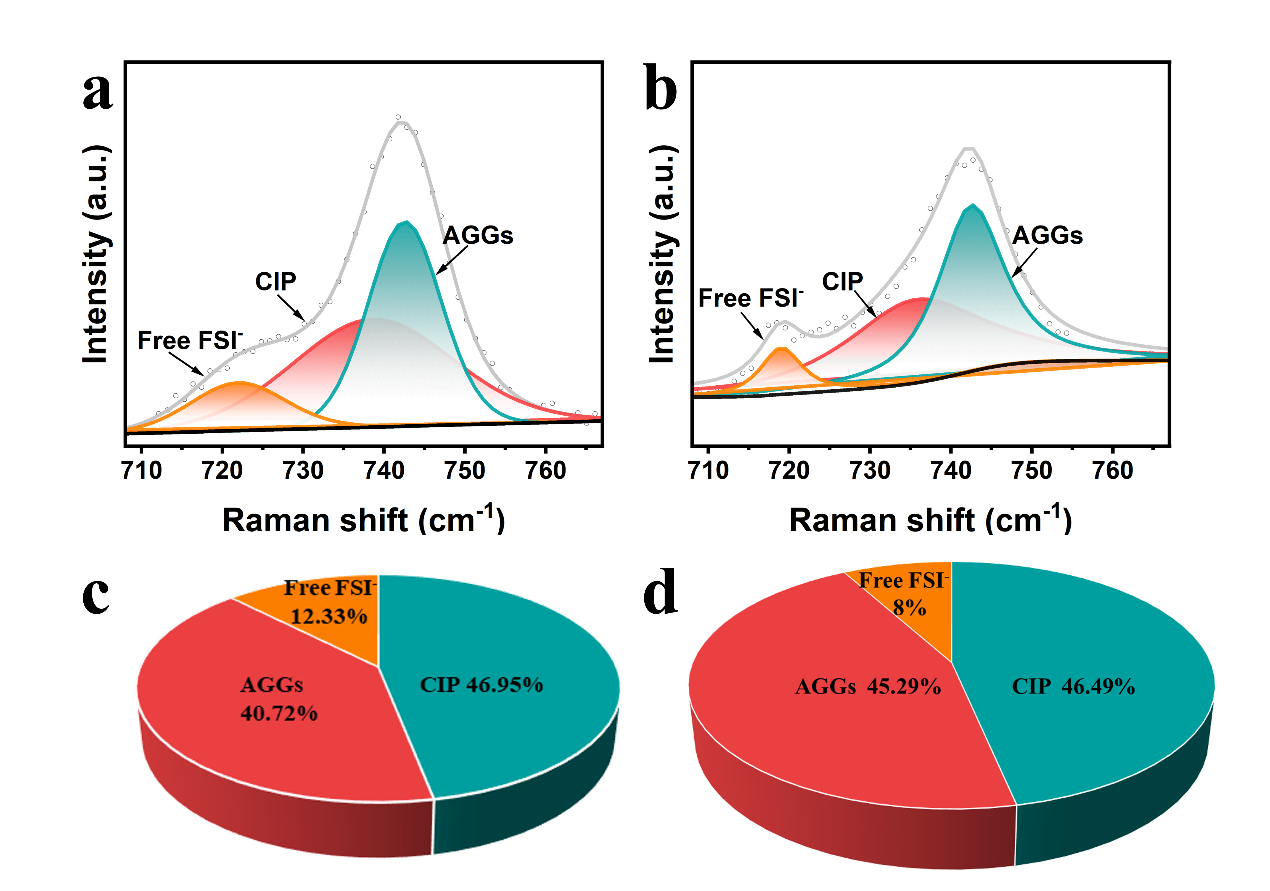 a
Intensity (a.u.)
Free FSI-
CIP
AGGs
710 720 730 740 750 760
Raman shift (cm-1)
b
Intensity (a.u.)
Free FSI-
CIP
AGGs
710 720 730 740 750 760
Raman shift (cm-1)
c
Free FSI-
12.33%
AGGs
40.72%
CIP 46.95%
d
Free FSI-
8%
AGGs 45.29%
CIP 46.49%